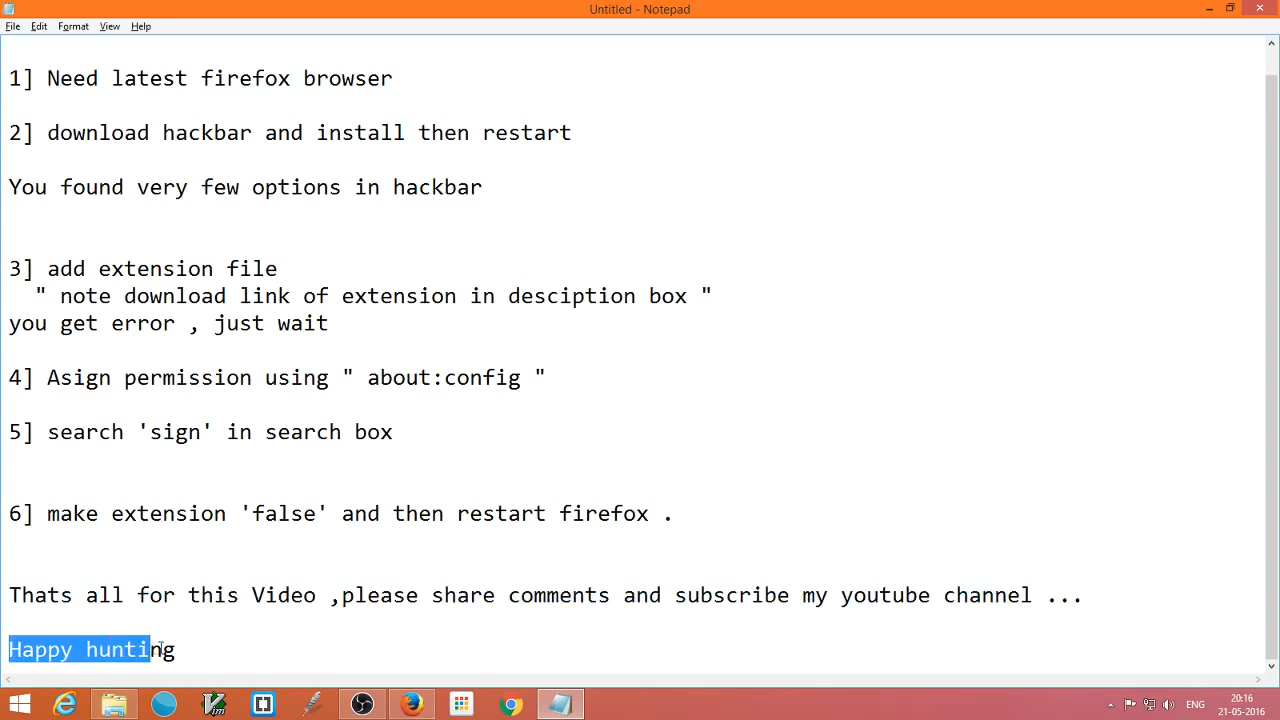 Untitled - Notepad
File Edit Format View Help
1] Need latest firefox browser
2] download hackbar and install then restart
You found very few options in hackbar
3] add extension file
" note download link of extension in desciption box "
you get error , just wait
4] Asign permission using " about:config "
5] search 'sign' in search box
6] make extension 'false' and then restart firefox .
Thats all for this Video ,please share comments and subscribe my youtube channel ...
Happy hunting
Vim
ENG
20:16
21-05-2016